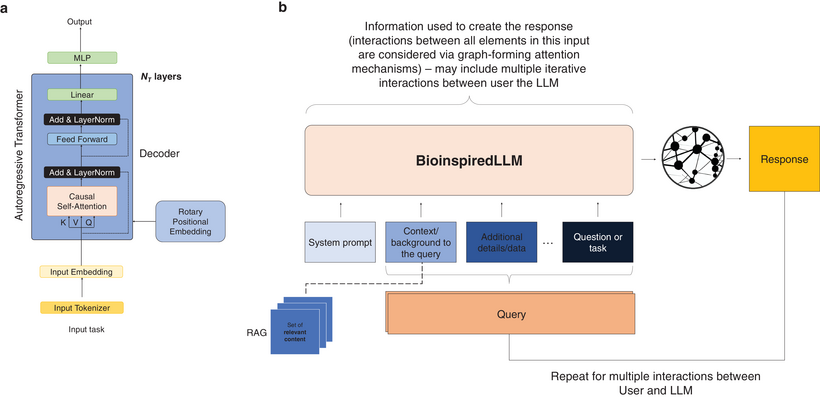 a
Output
MLP
N_T layers
Linear
Add & LayerNorm
Feed Forward
Decoder
Add & LayerNorm
Causal
Self-Attention
K V Q
Autoregressive Transformer
Rotary
Positional
Embedding
Input Embedding
Input Tokenizer
Input task
b
Information used to create the response
(interactions between all elements in this input
are considered via graph-forming attention
mechanisms) – may include multiple iterative
interactions between user the LLM
BioinspiredLLM
Response
System prompt
Context/
background to
the query
Additional
details/data
...
Question or
task
RAG
Set of
relevant
content
Query
Repeat for multiple interactions between
User and LLM